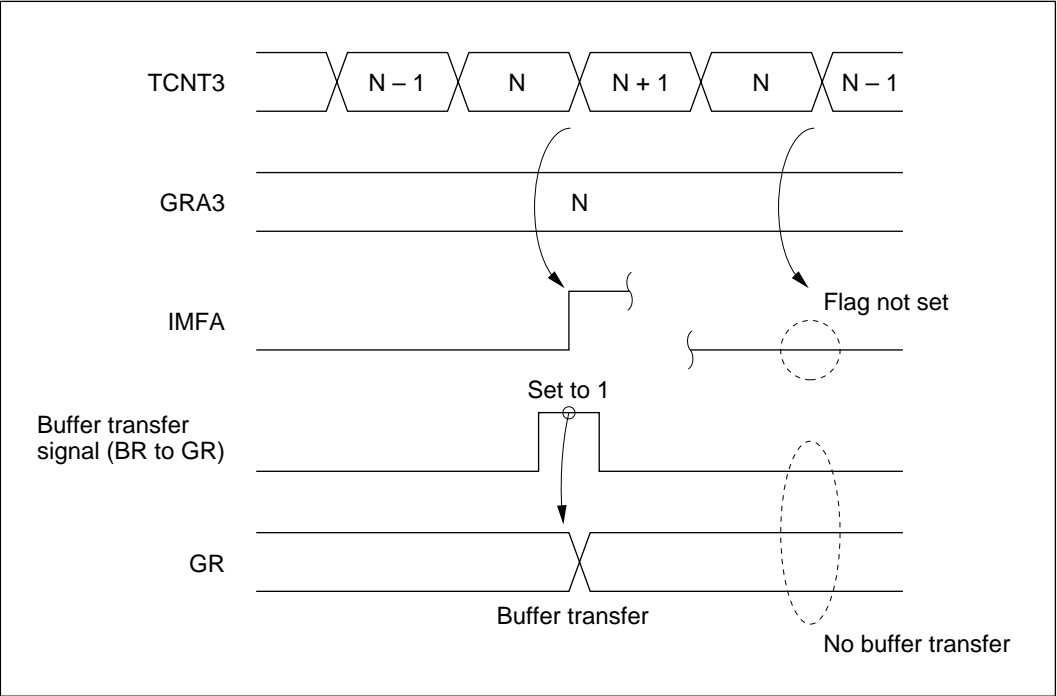 TCNT3
N – 1
N
N + 1
N
N – 1
GRA3
N
IMFA
Flag not set
Set to 1
Buffer transfer
signal (BR to GR)
GR
Buffer transfer
No buffer transfer